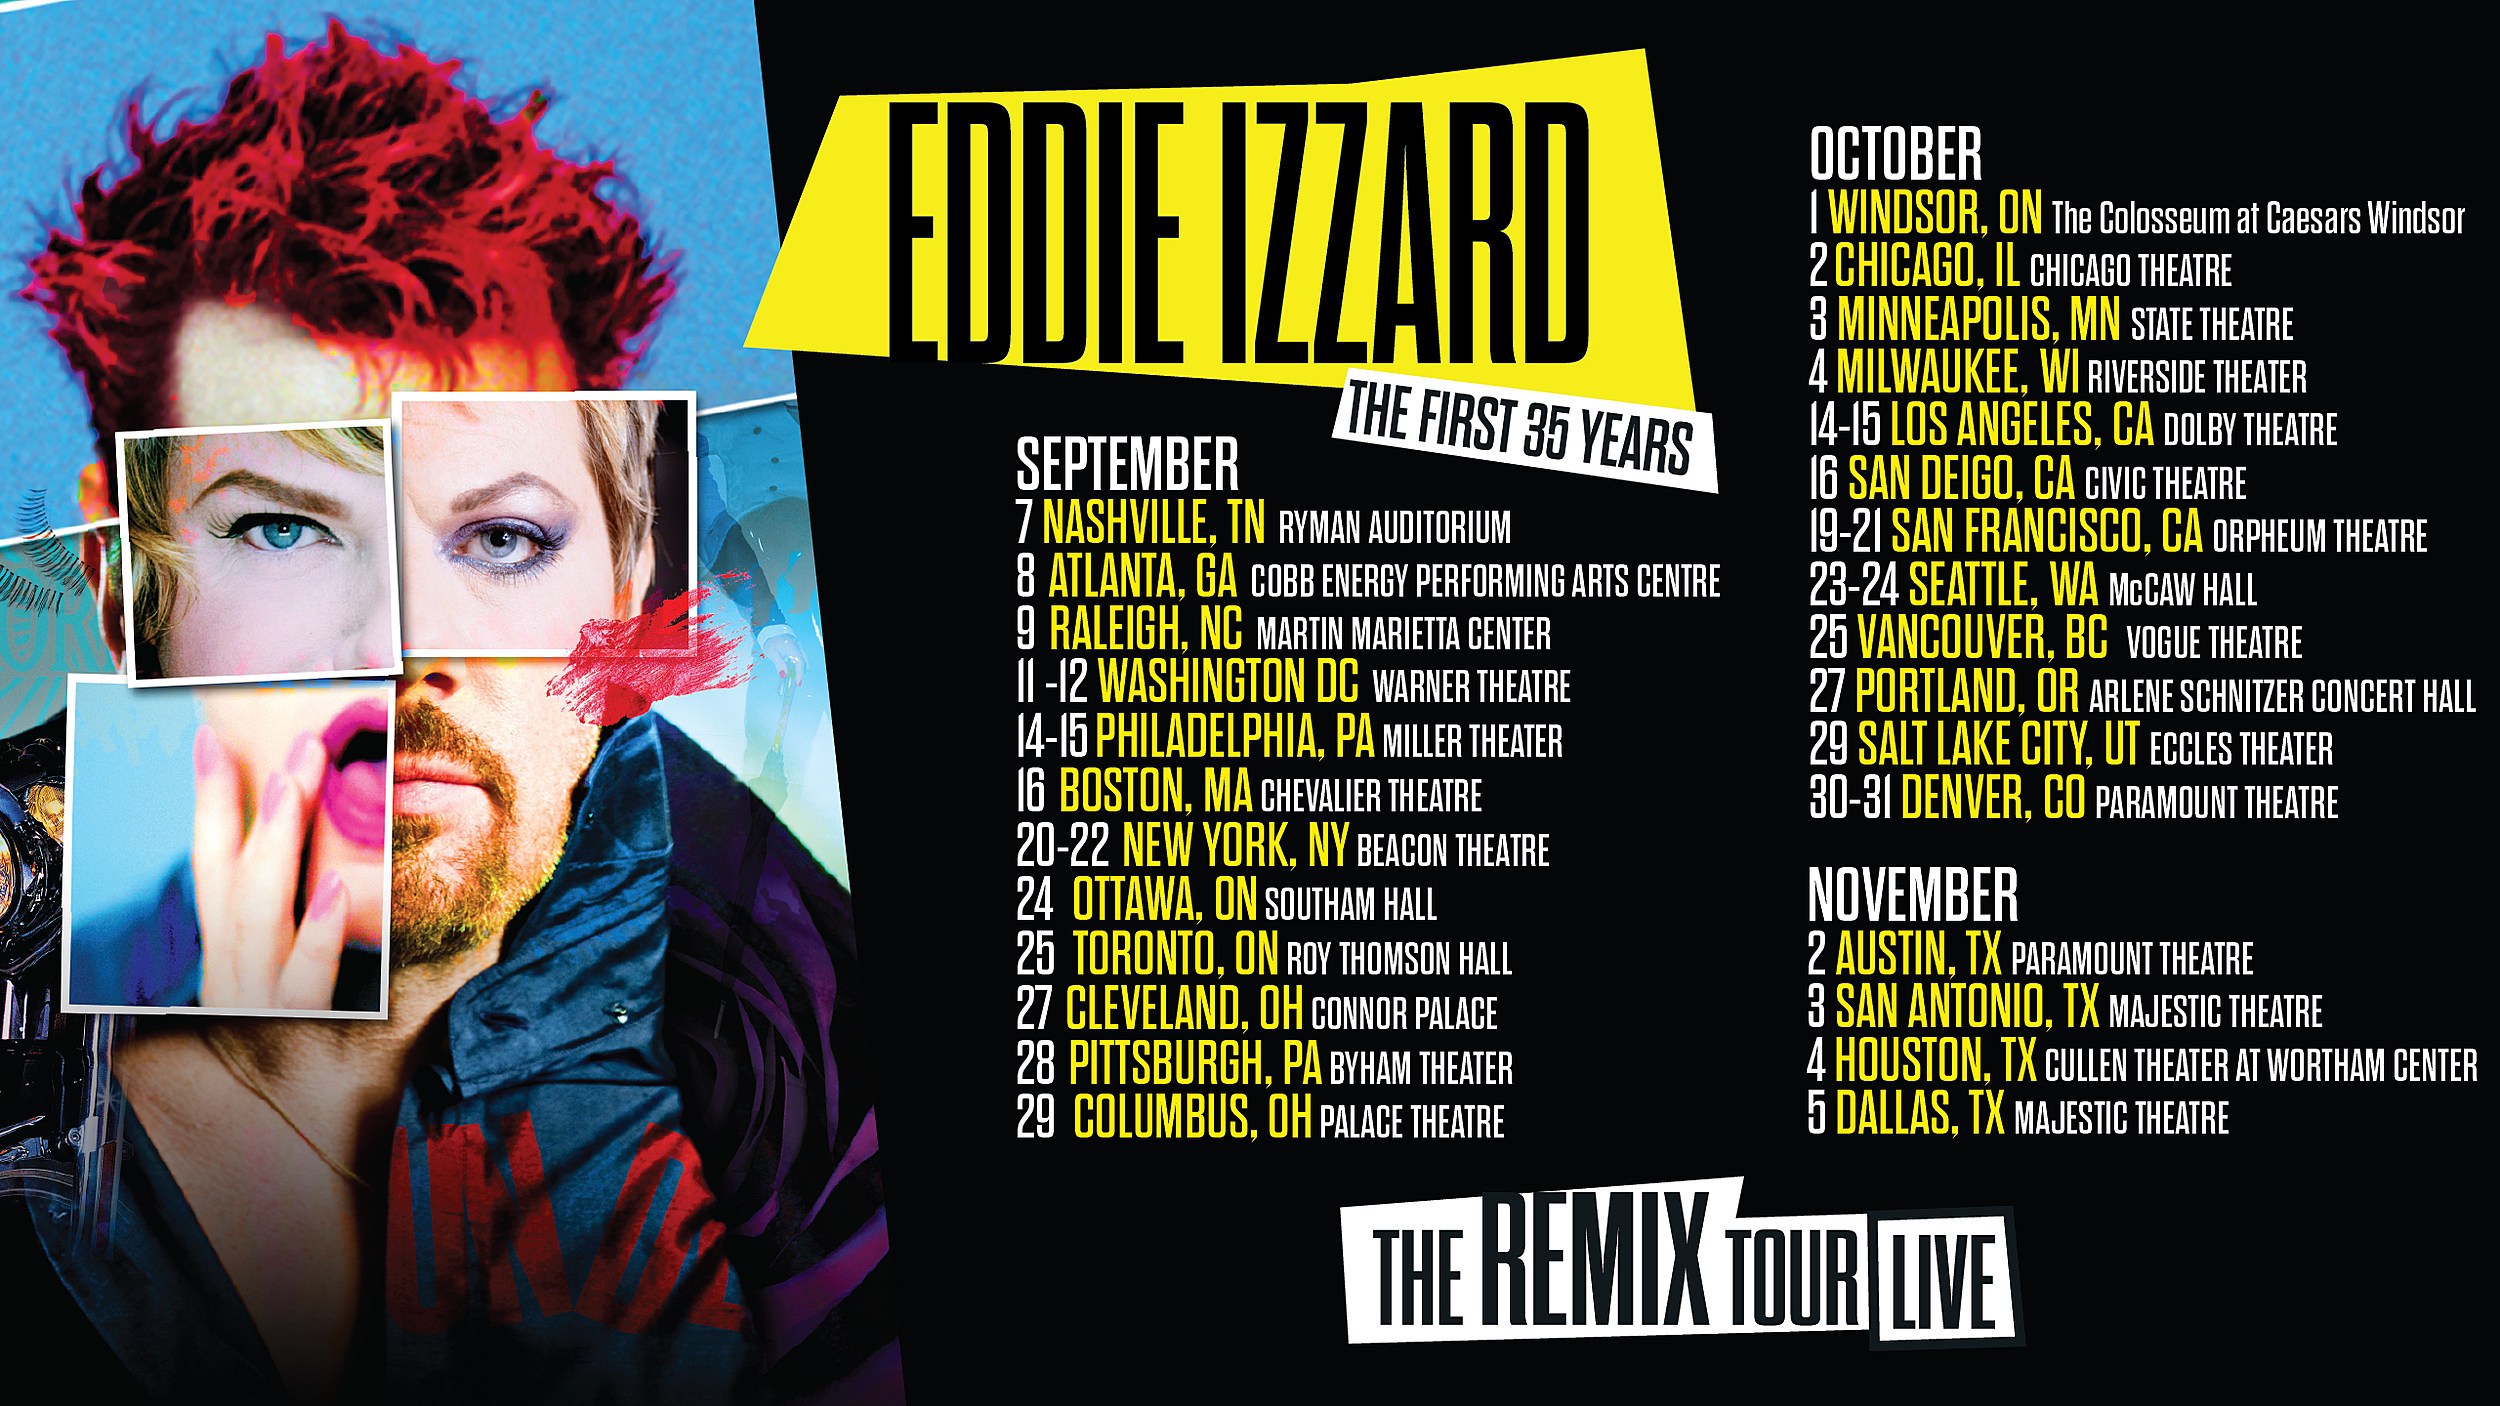 EDDIE IZZARD
THE FIRST 35 YEARS
SEPTEMBER
7 NASHVILLE, TN RYMAN AUDITORIUM
8 ATLANTA, GA COBB ENERGY PERFORMING ARTS CENTRE
9 RALEIGH, NC MARTIN MARIETTA CENTER
11 -12 WASHINGTON DC WARNER THEATRE
14-15 PHILADELPHIA, PA MILLER THEATER
16 BOSTON, MA CHEVALIER THEATRE
20-22 NEW YORK, NY BEACON THEATRE
24 OTTAWA, ON SOUTHAM HALL
25 TORONTO, ON ROY THOMSON HALL
27 CLEVELAND, OH CONNOR PALACE
28 PITTSBURGH, PA BYHAM THEATER
29 COLUMBUS, OH PALACE THEATRE
OCTOBER
1 WINDSOR, ON The Colosseum at Caesars Windsor
2 CHICAGO, IL CHICAGO THEATRE
3 MINNEAPOLIS, MN STATE THEATRE
4 MILWAUKEE, WI RIVERSIDE THEATER
14-15 LOS ANGELES, CA DOLBY THEATRE
16 SAN DEIGO, CA CIVIC THEATRE
19-21 SAN FRANCISCO, CA ORPHEUM THEATRE
23-24 SEATTLE, WA McCAW HALL
25 VANCOUVER, BC VOGUE THEATRE
27 PORTLAND, OR ARLENE SCHNITZER CONCERT HALL
29 SALT LAKE CITY, UT ECCLES THEATER
30-31 DENVER, CO PARAMOUNT THEATRE
NOVEMBER
2 AUSTIN, TX PARAMOUNT THEATRE
3 SAN ANTONIO, TX MAJESTIC THEATRE
4 HOUSTON, TX CULLEN THEATER AT WORTHAM CENTER
5 DALLAS, TX MAJESTIC THEATRE
THE REMIX TOUR LIVE